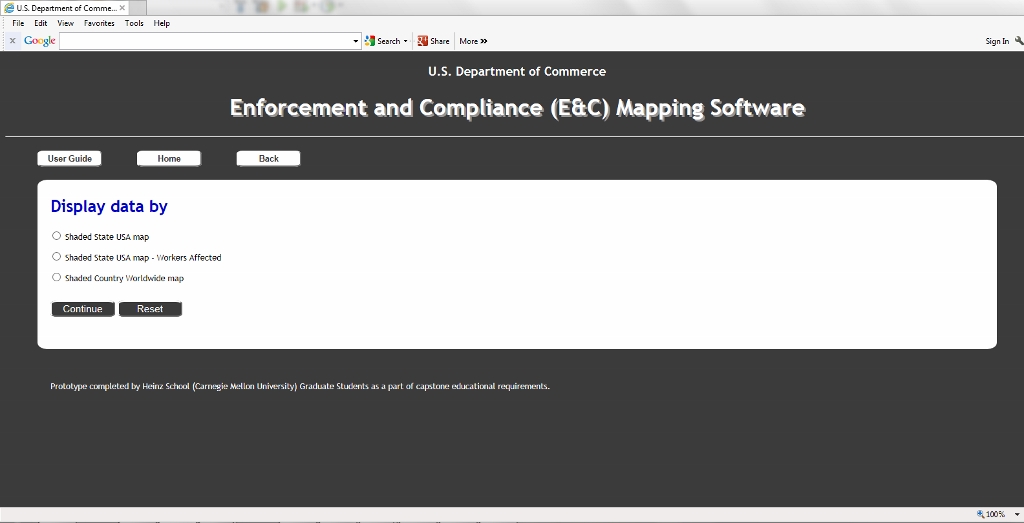 U.S. Department of Comme...
File Edit View Favorites Tools Help
x Google Search Share More »
Sign In
U.S. Department of Commerce
Enforcement and Compliance (E&C) Mapping Software
User Guide Home Back
Display data by
Shaded State USA map
Shaded State USA map - Workers Affected
Shaded Country Worldwide map
Continue Reset
Prototype completed by Heinz School (Carnegie Mellon University) Graduate Students as a part of capstone educational requirements.
100%